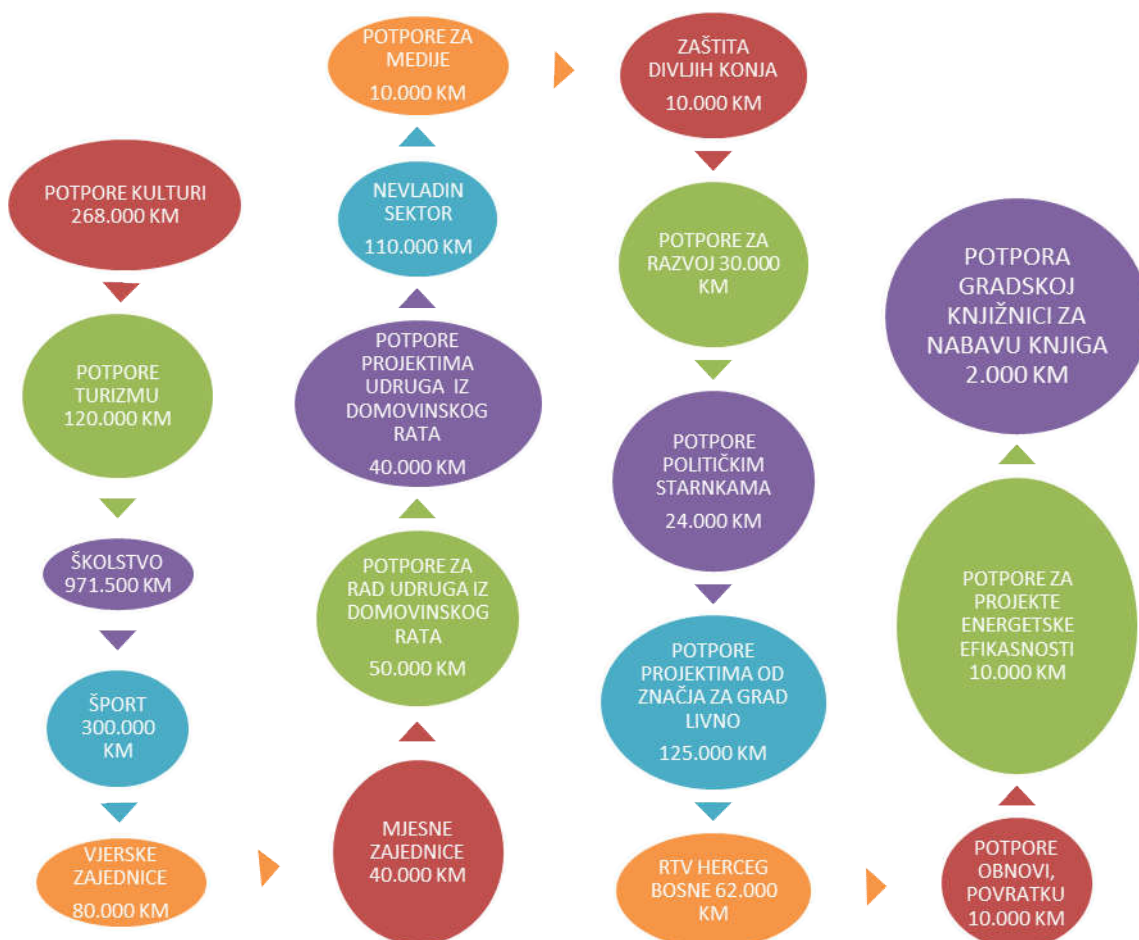 POTPORE KULTURI
268.000 KM
POTPORE
TURIZMU
120.000 KM
ŠKOLSTVO
971.500 KM
ŠPORT
300.000
KM
VJERSKE
ZAJEDNICE
80.000 KM
MJESNE
ZAJEDNICE
40.000 KM
POTPORE ZA
RAD UDRUGA IZ
DOMOVINSKOG
RATA
50.000 KM
POTPORE
PROJEKTIMA
UDRUGA IZ
DOMOVINSKOG
RATA
40.000 KM
NEVLADIN
SEKTOR
110.000 KM
POTPORE ZA
MEDIJE
10.000 KM
ZAŠTITA
DIVLJIH KONJA
10.000 KM
POTPORE ZA
RAZVOJ 30.000
KM
POTPORE
POLITIČKIM
STARNKAMA
24.000 KM
POTPORE
PROJEKTIMA OD
ZNAČJA ZA GRAD
LIVNO
125.000 KM
RTV HERCEG
BOSNE 62.000
KM
POTPORE
OBNOVI,
POVRATKU
10.000 KM
POTPORE ZA
PROJEKTE
ENERGETSKE
EFIKASNOSTI
10.000 KM
POTPORA
GRADSKOJ
KNJIŽNICI ZA
NABAVU KNJIGA
2.000 KM